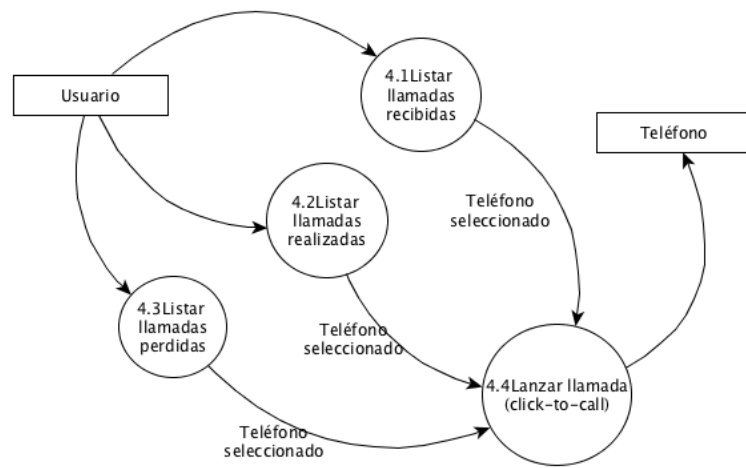 Usuario
4.1Listar
llamadas
recibidas
Teléfono
4.2Listar
llamadas
realizadas
Teléfono
seleccionado
4.3Listar
llamadas
perdidas
Teléfono
seleccionado
4.4Lanzar llamada
(click-to-call)
Teléfono
seleccionado